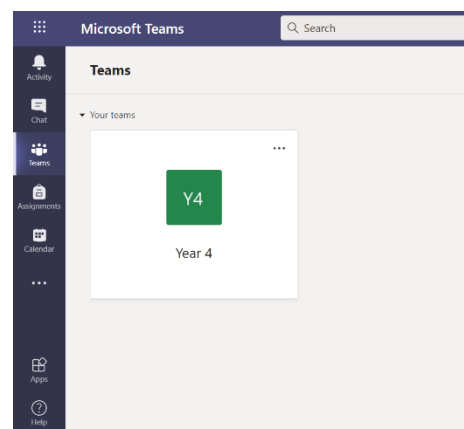 Microsoft Teams
Search
Activity
Chat
Teams
Assignments
Calendar
Apps
Help
Teams
Your teams
Y4
Year 4